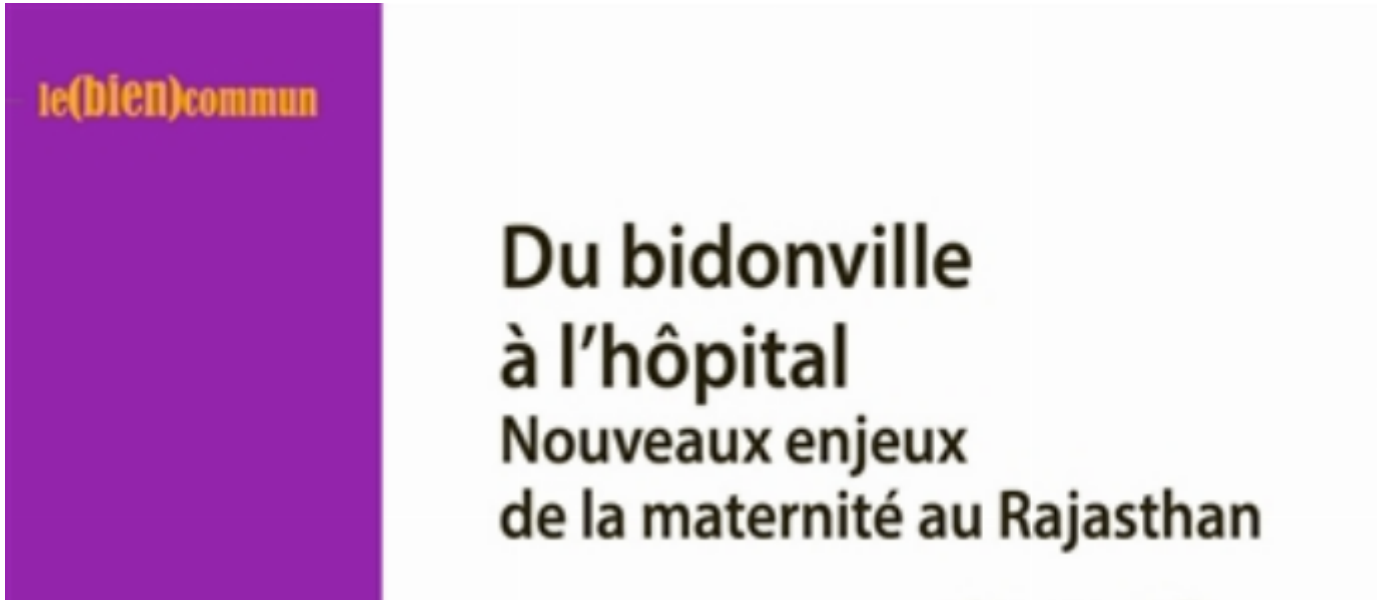 le(bien)commun
Du bidonville
à l’hôpital
Nouveaux enjeux
de la maternité au Rajasthan